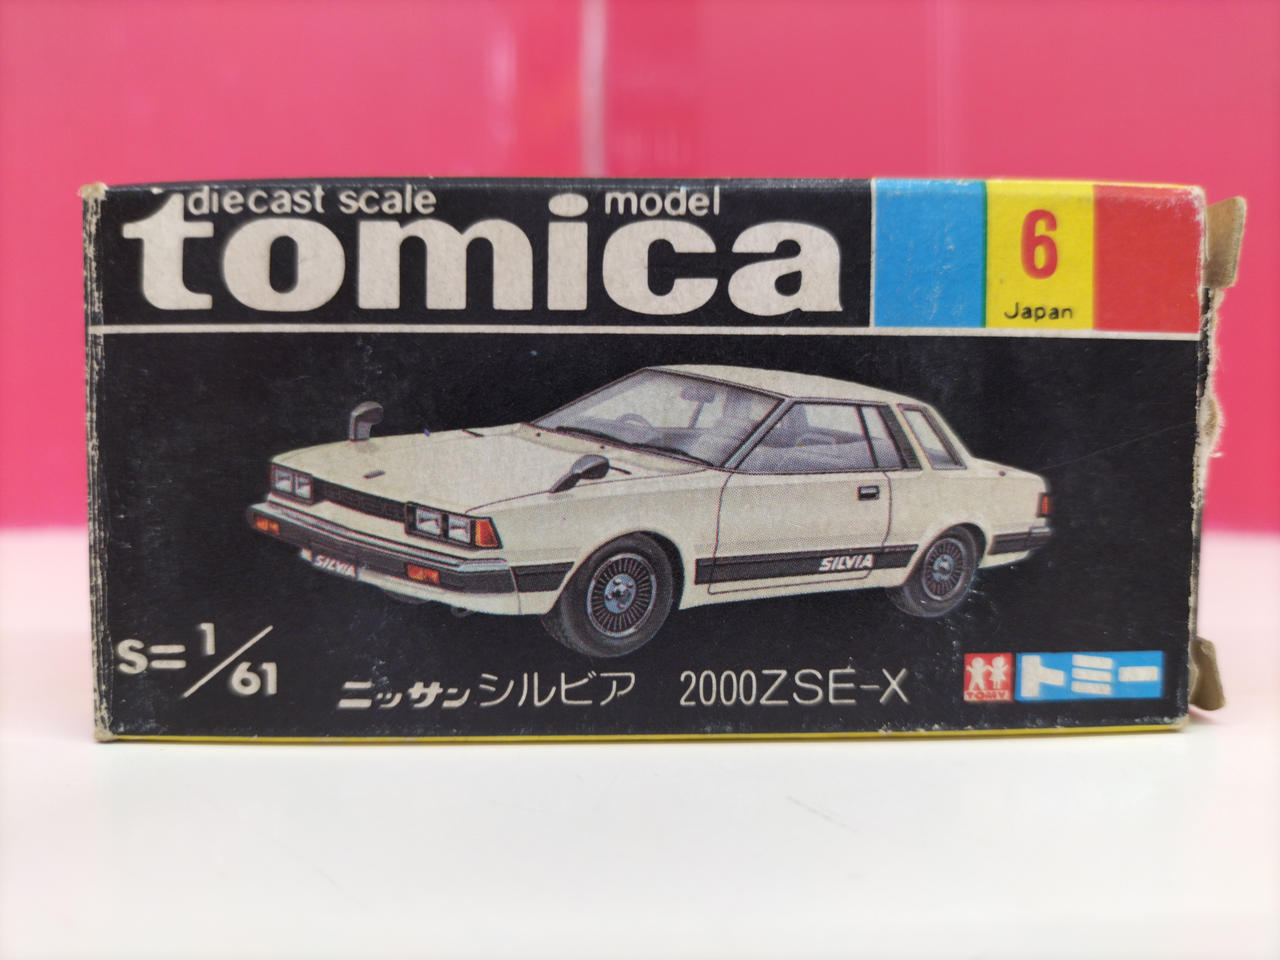 diecast scale model
tomica
6
Japan
SILVIA
SILVIA
S=1/61
ニッサンシルビア 2000ZSE-X
TOMY
トミー